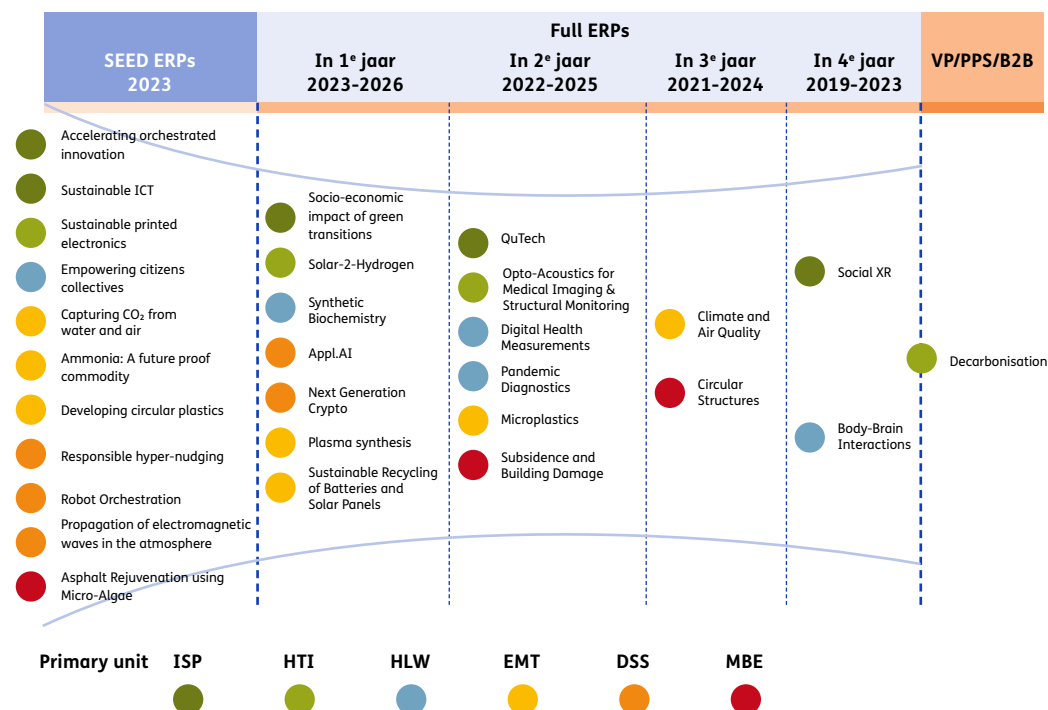 Full ERPs
SEED ERPs
2023
In 1e jaar
2023-2026
In 2e jaar
2022-2025
In 3e jaar
2021-2024
In 4e jaar
2019-2023
VP/PPS/B2B
Accelerating orchestrated
innovation
Sustainable ICT
Sustainable printed
electronics
Empowering citizens
collectives
Capturing CO₂ from
water and air
Ammonia: A future proof
commodity
Developing circular plastics
Responsible hyper-nudging
Robot Orchestration
Propagation of electromagnetic
waves in the atmosphere
Asphalt Rejuvenation using
Micro-Algae
Socio-economic
impact of green
transitions
Solar-2-Hydrogen
Synthetic
Biochemistry
Appl.AI
Next Generation
Crypto
Plasma synthesis
Sustainable Recycling
of Batteries and
Solar Panels
QuTech
Opto-Acoustics for
Medical Imaging &
Structural Monitoring
Digital Health
Measurements
Pandemic
Diagnostics
Microplastics
Subsidence and
Building Damage
Climate and
Air Quality
Circular
Structures
Social XR
Body-Brain
Interactions
Decarbonisation
Primary unit ISP HTI HLW EMT DSS MBE